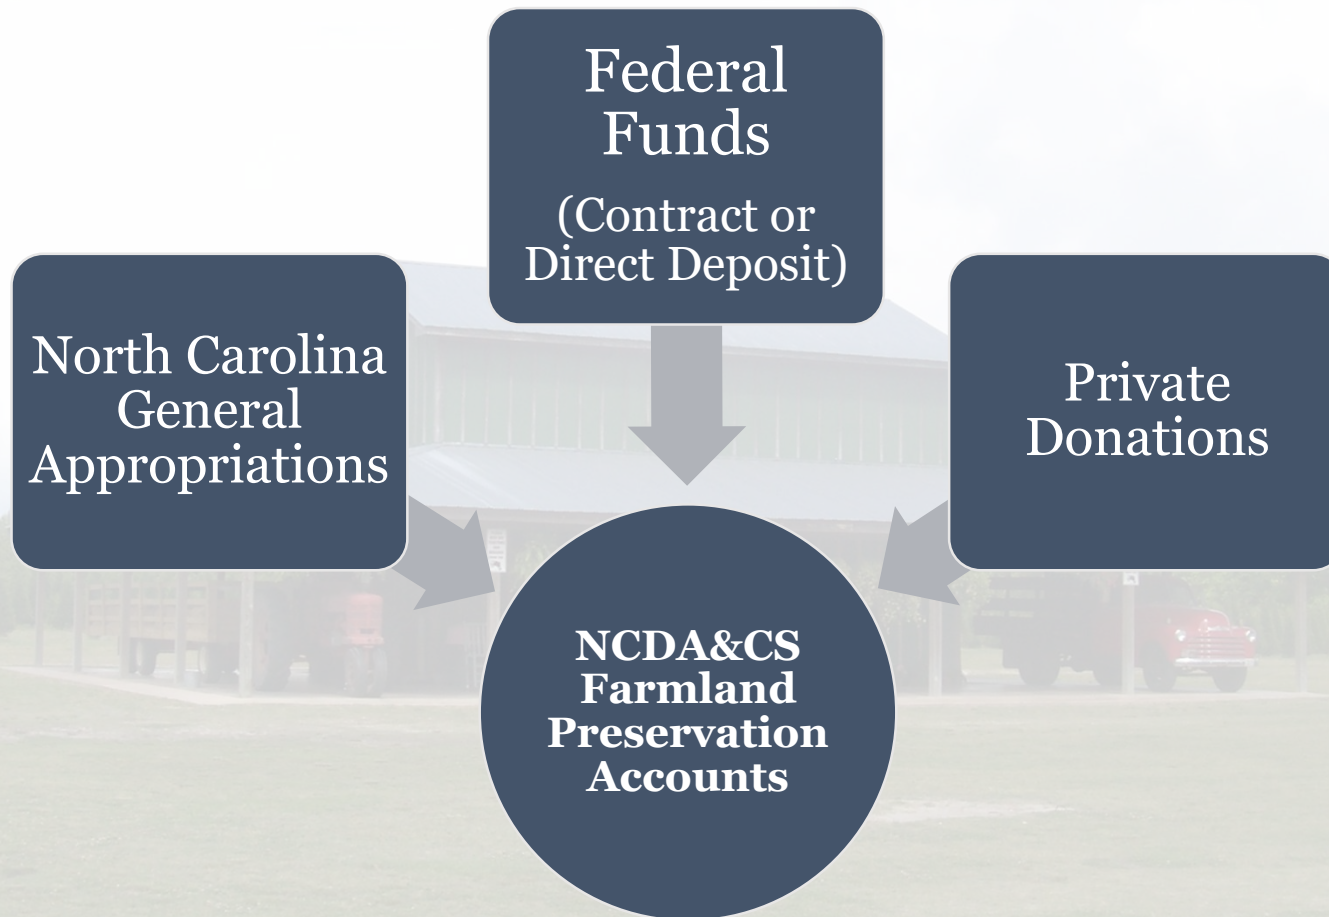 Federal
Funds
(Contract or
Direct Deposit)
North Carolina
General
Appropriations
Private
Donations
NCDA&CS
Farmland
Preservation
Accounts